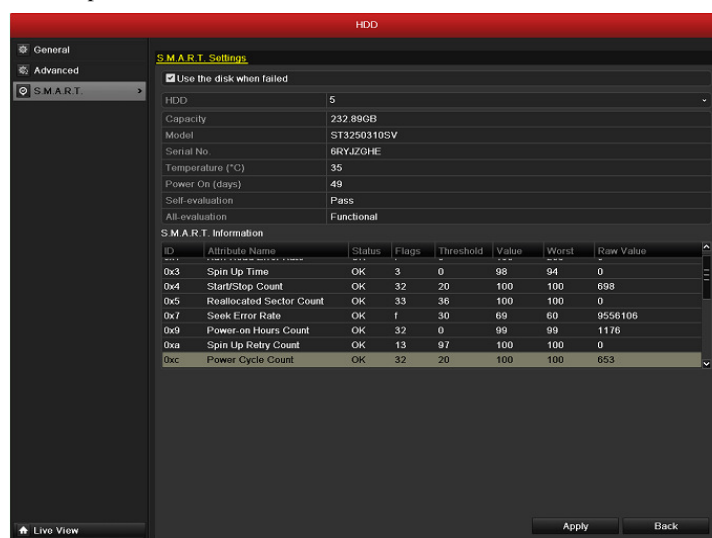 HDD
General
Advanced
S.M.A.R.T. >
S.M.A.R.T. Settings
Use the disk when failed
HDD 5
Capacity 232.89GB
Model ST3250310SV
Serial No. 6RYJZGHE
Temperature (°C) 35
Power On (days) 49
Self-evaluation Pass
All-evaluation Functional
S.M.A.R.T. Information
ID Attribute Name Status Flags Threshold Value Worst Raw Value
0x3 Spin Up Time OK 3 0 98 94 0
0x4 Start/Stop Count OK 32 20 100 100 698
0x5 Reallocated Sector Count OK 33 36 100 100 0
0x7 Seek Error Rate OK f 30 69 60 9556106
0x9 Power-on Hours Count OK 32 0 99 99 1176
0xa Spin Up Retry Count OK 13 97 100 100 0
0xc Power Cycle Count OK 32 20 100 100 653
Live View
Apply Back